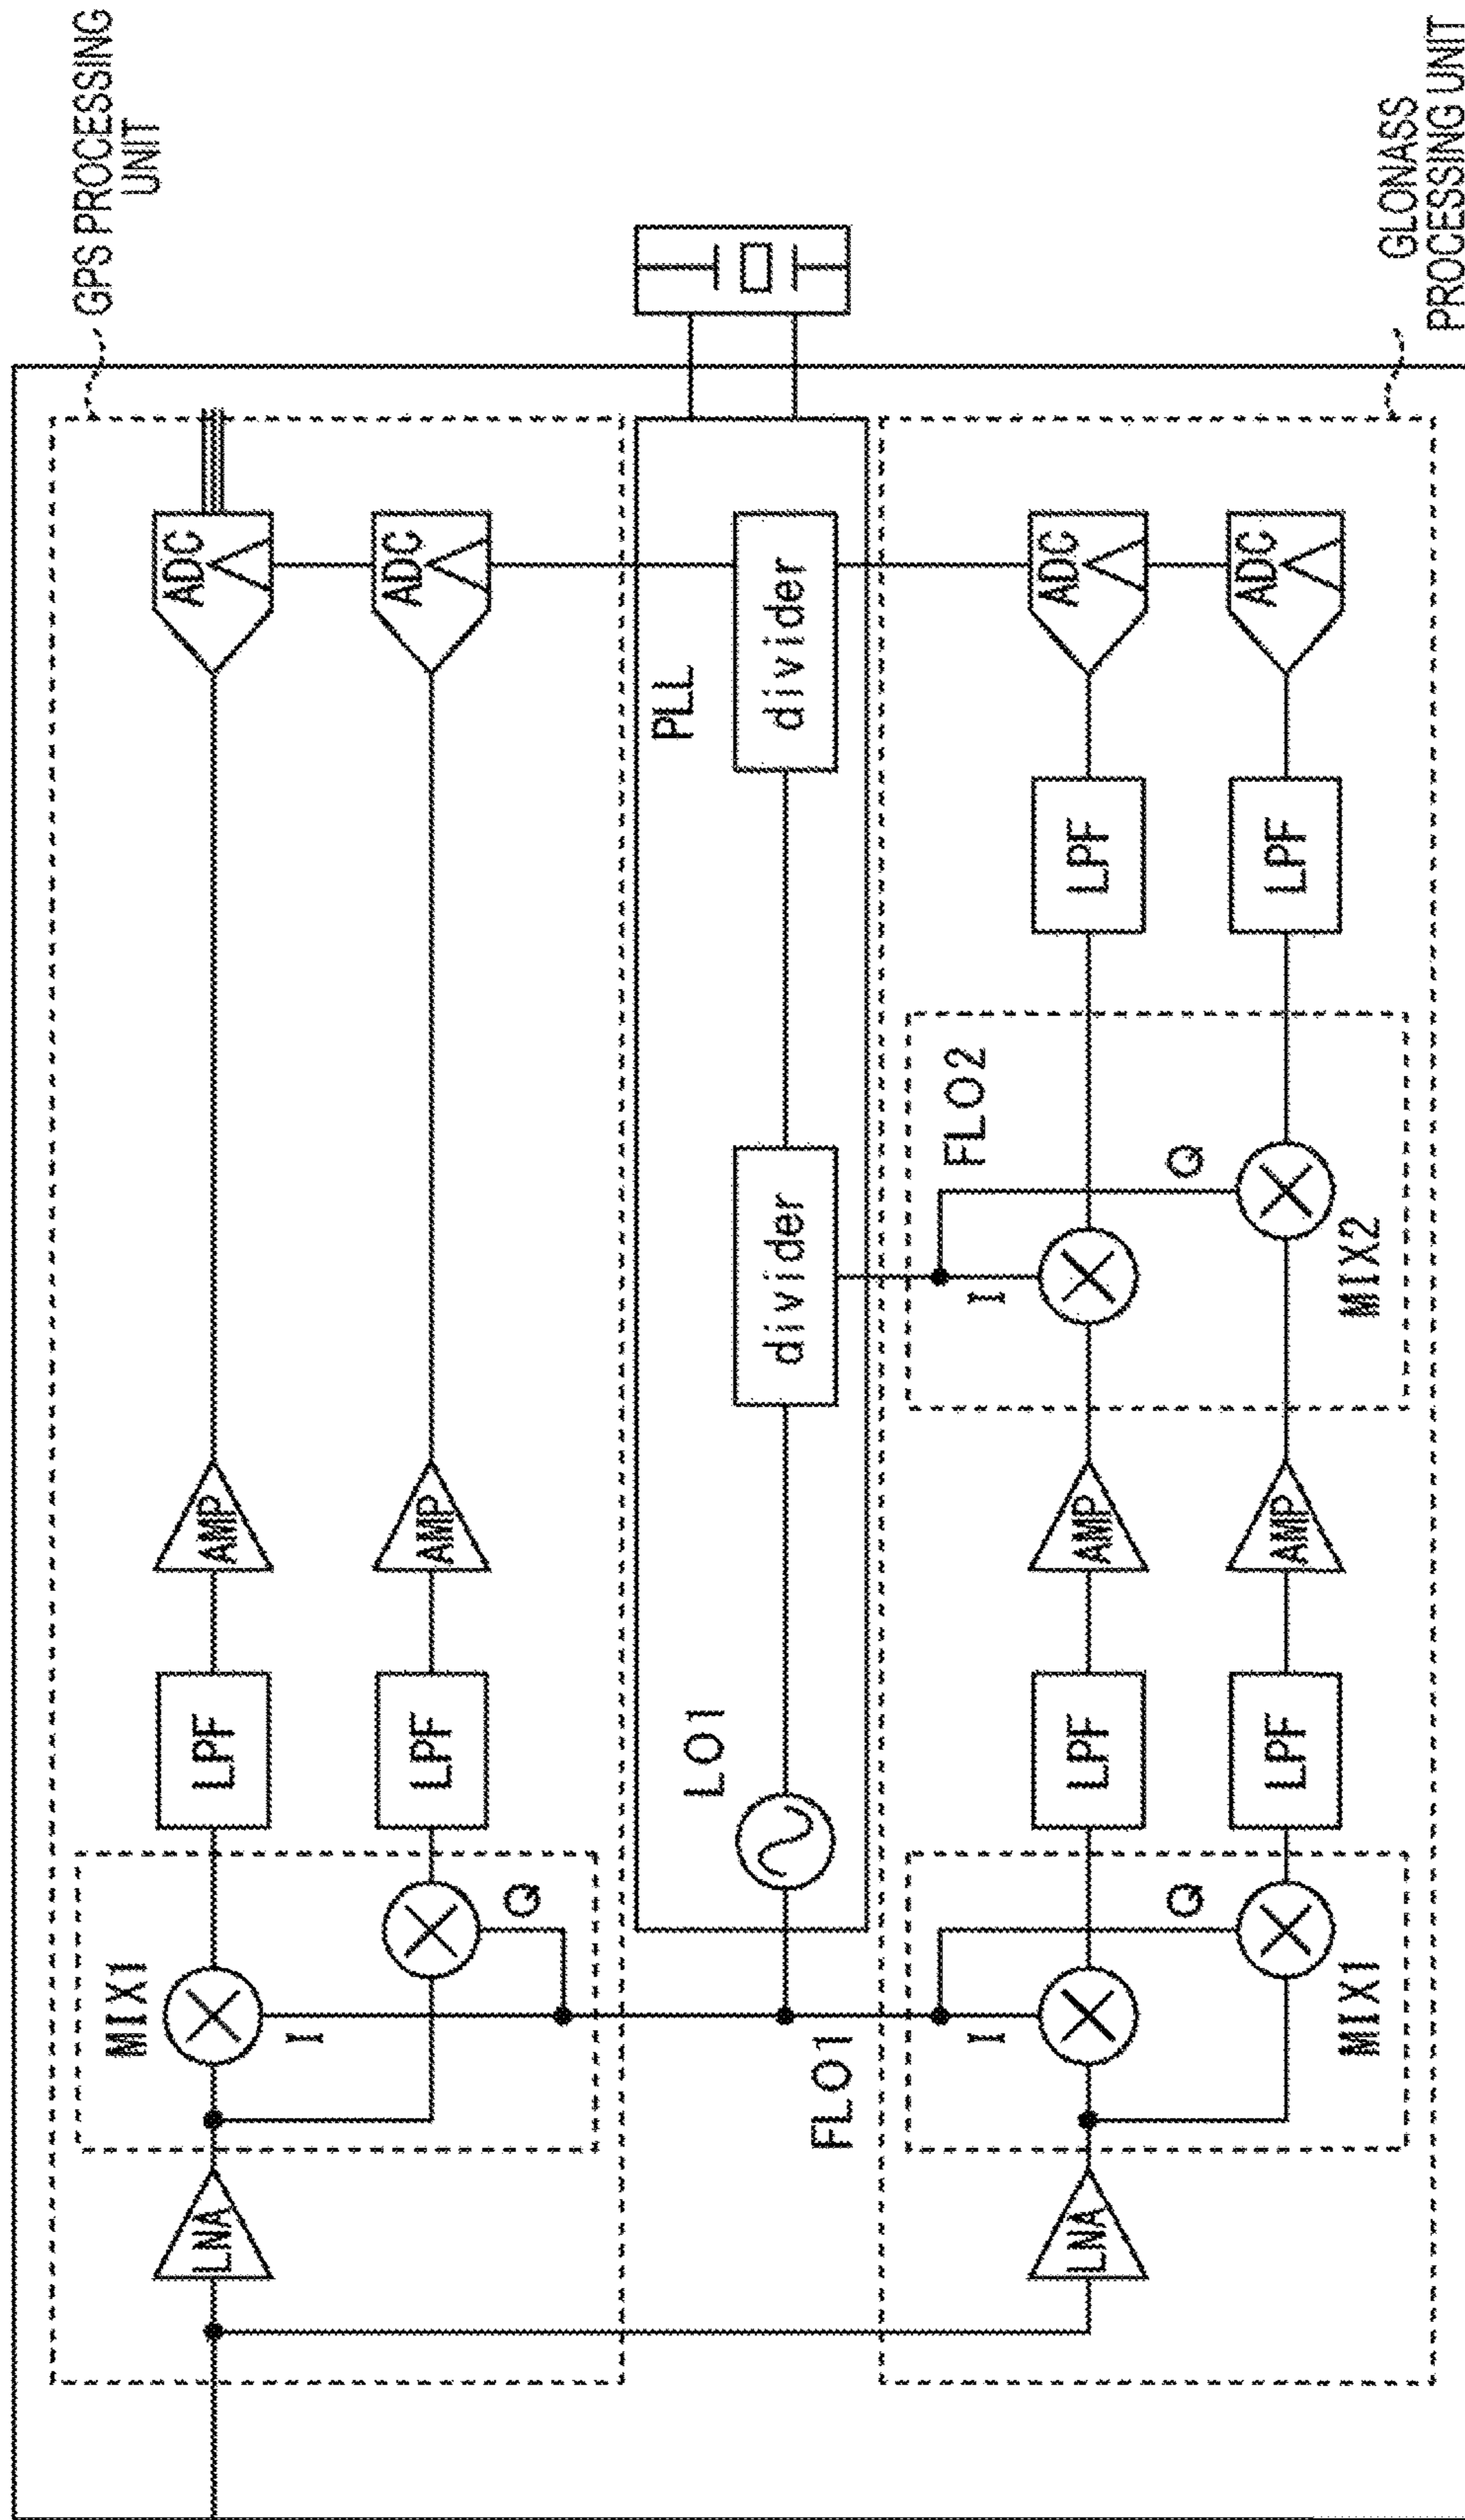 GPS PROCESSING
UNIT
LNA
MIX1
I
Q
LPF
LPF
AMP
AMP
ADC
ADC
FLO1
LO1
PLL
divider
divider
LNA
I
Q
MIX1
LPF
LPF
AMP
AMP
FLO2
I
Q
MIX2
LPF
LPF
ADC
ADC
GLONASS
PROCESSING UNIT